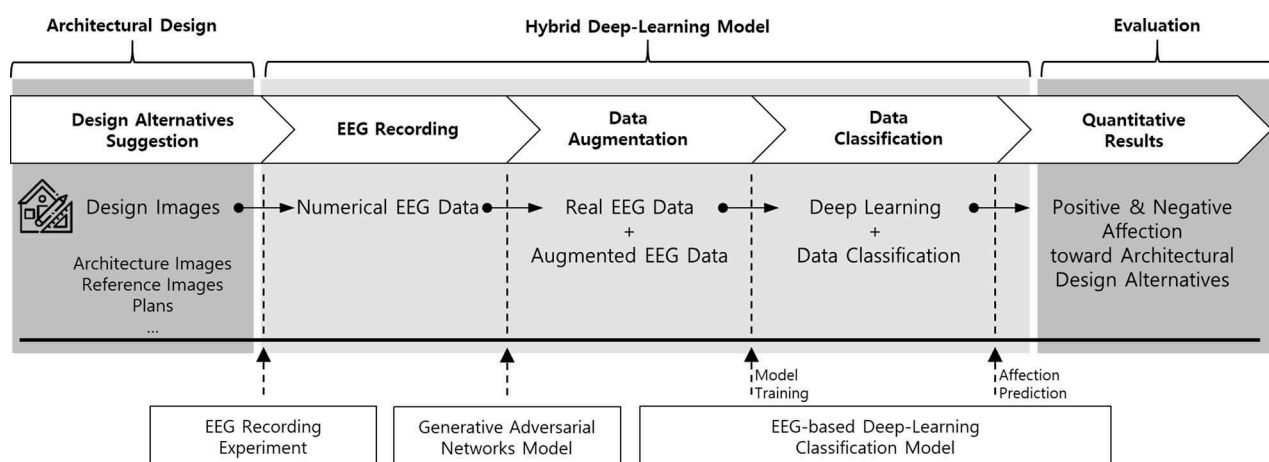 Architectural Design
Hybrid Deep-Learning Model
Evaluation
Design Alternatives
Suggestion
EEG Recording
Data
Augmentation
Data
Classification
Quantitative
Results
Design Images
Numerical EEG Data
Real EEG Data
+
Augmented EEG Data
Deep Learning
+
Data Classification
Positive & Negative
Affection
toward Architectural
Design Alternatives
Architecture Images
Reference Images
Plans
...
Model
Training
Affection
Prediction
EEG Recording
Experiment
Generative Adversarial
Networks Model
EEG-based Deep-Learning
Classification Model